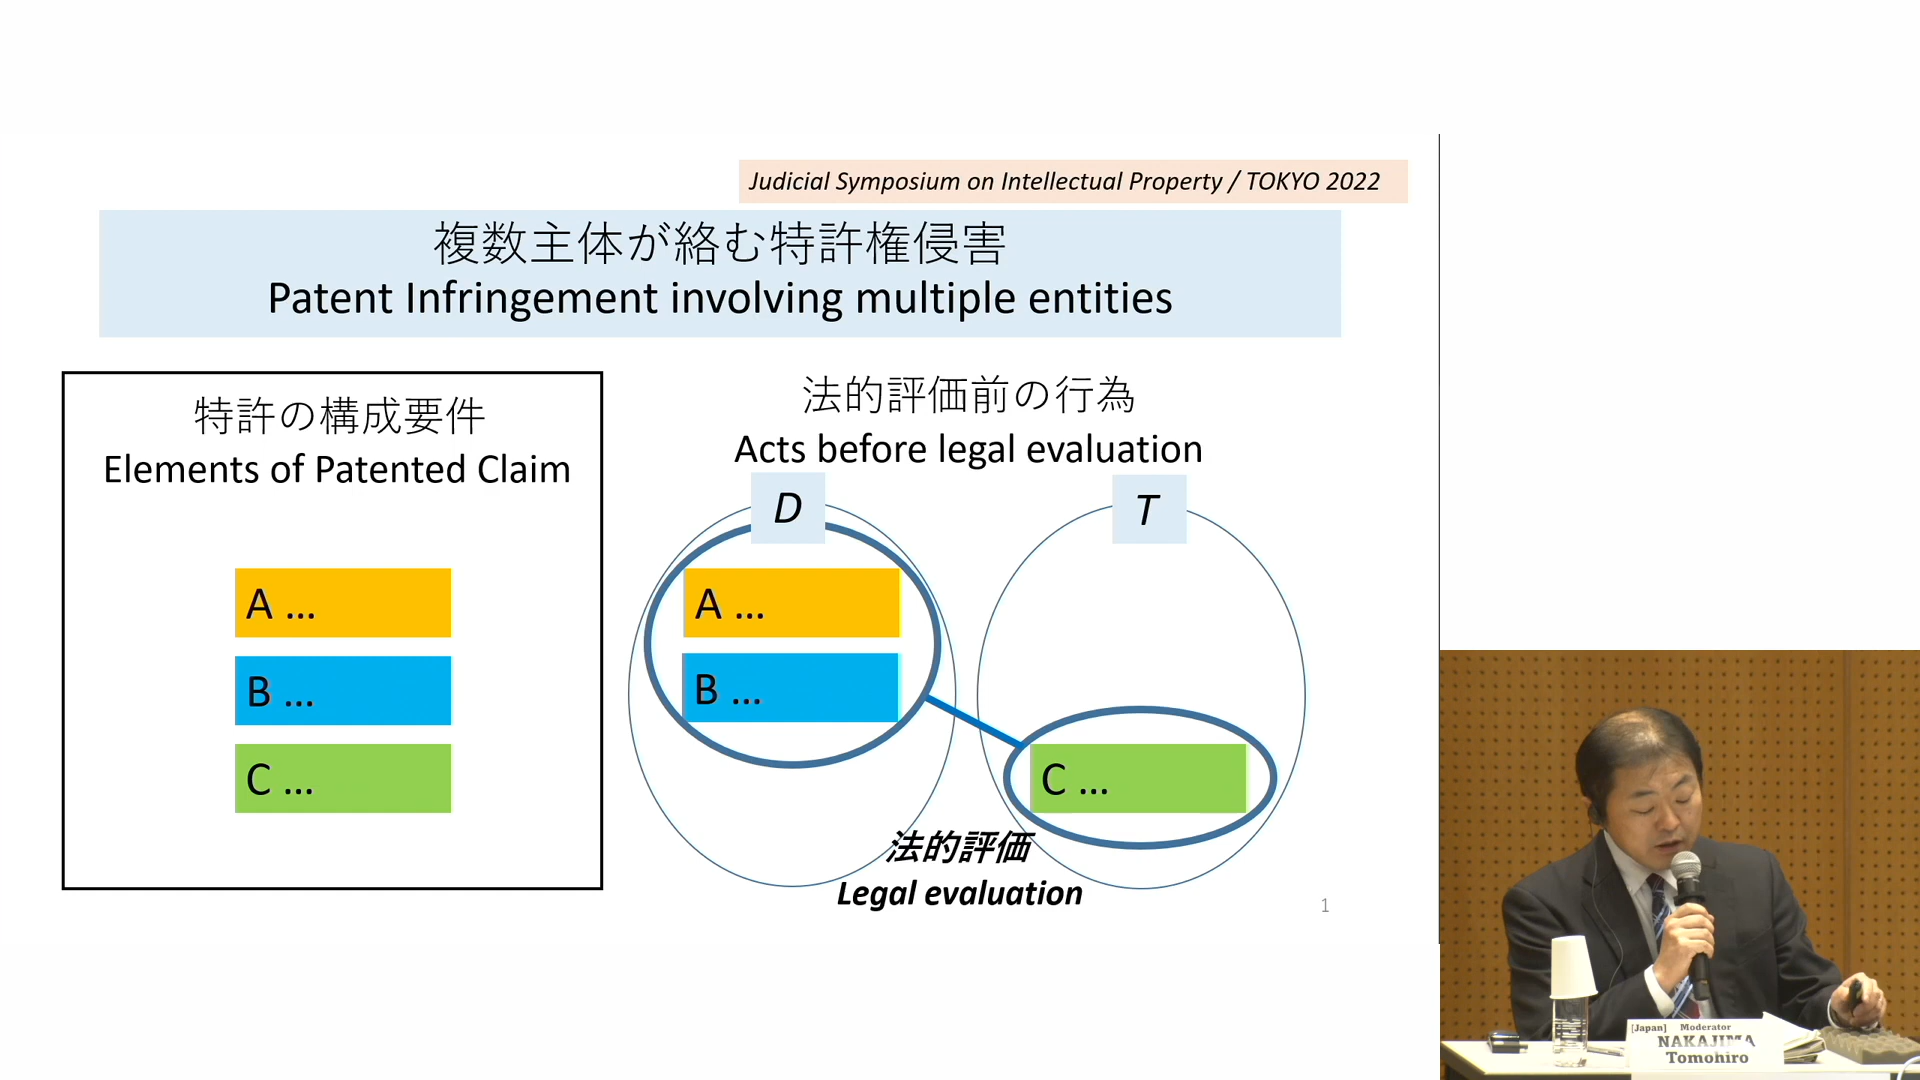 Judicial Symposium on Intellectual Property / TOKYO 2022
複数主体が絡む特許権侵害
Patent Infringement involving multiple entities
特許の構成要件
Elements of Patented Claim
A ...
B ...
C ...
法的評価前の行為
Acts before legal evaluation
D
T
A ...
B ...
C ...
法的評価
Legal evaluation
1
[Japan] Moderator
NAKAJIMA
Tomohiro